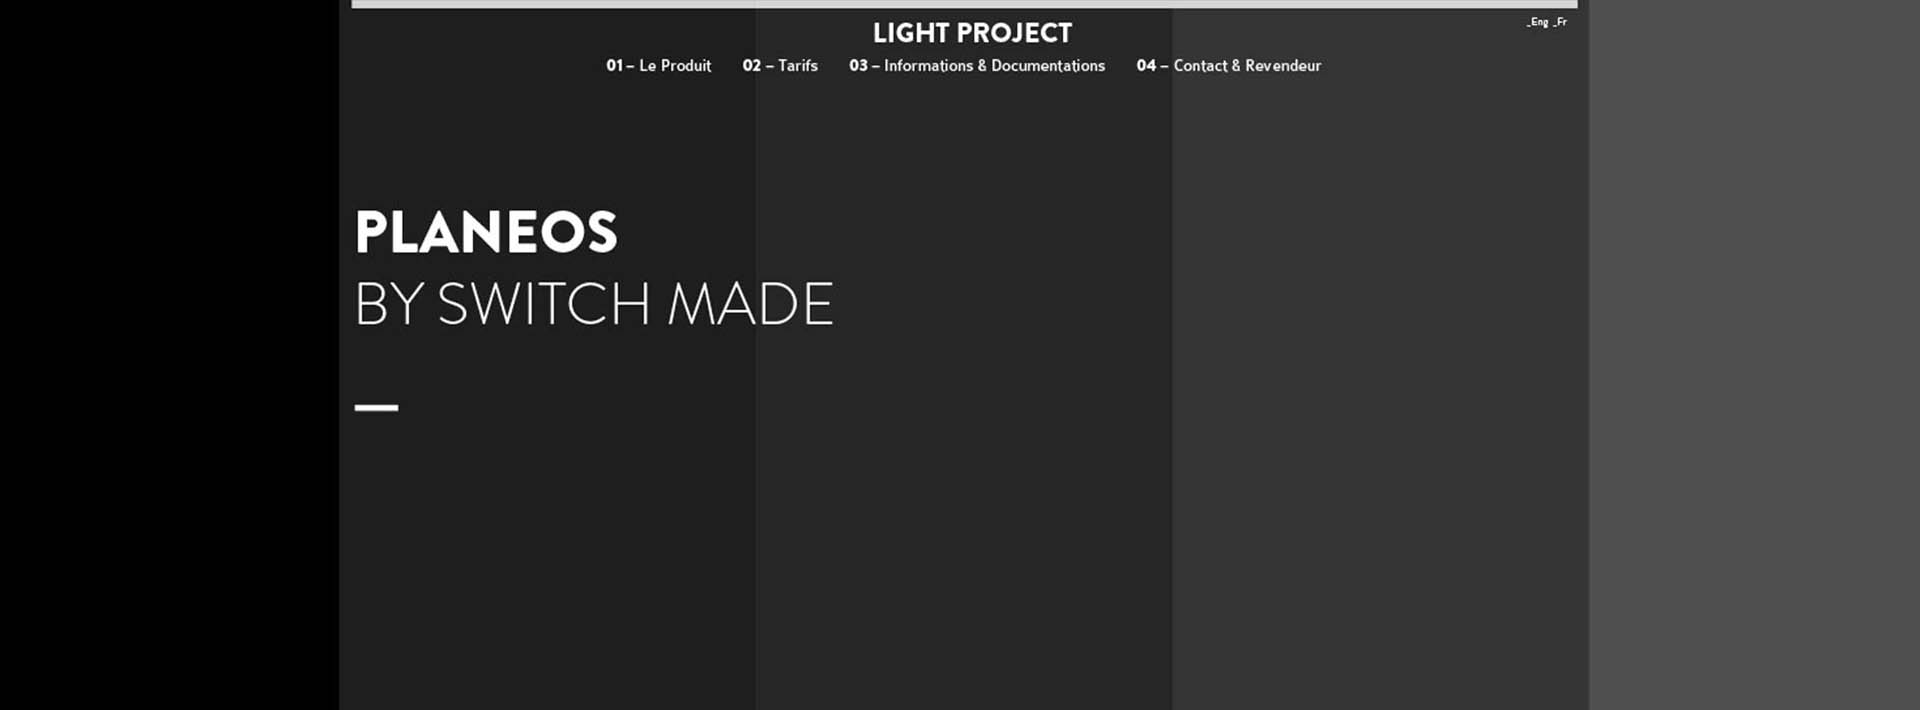 LIGHT PROJECT
_Eng _Fr
01 – Le Produit 02 – Tarifs 03 – Informations & Documentations 04 – Contact & Revendeur
PLANEOS
BY SWITCH MADE